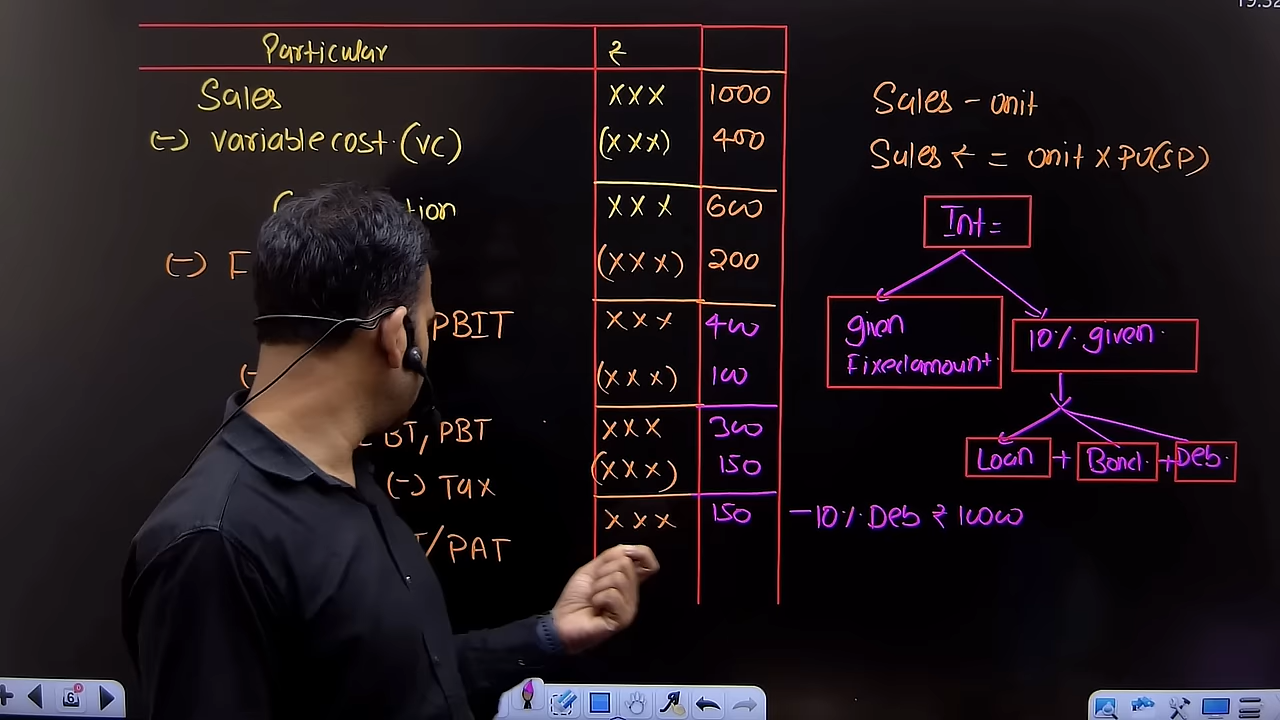 Particular ₹
Sales XXX 1000
(-) variable cost (VC) (XXX) 400
tion XXX 600
(-) F (XXX) 200
PBIT XXX 400
(XXX) 100
BT, PBT XXX 300
(-) Tax (XXX) 150
T/PAT XXX 150 - 10% Deb ₹ 1000
Sales - unit
Sales ₹ = unit X PU(SP)
Int =
given
Fixed amount
10% given
Loan + Bond + Deb.
6